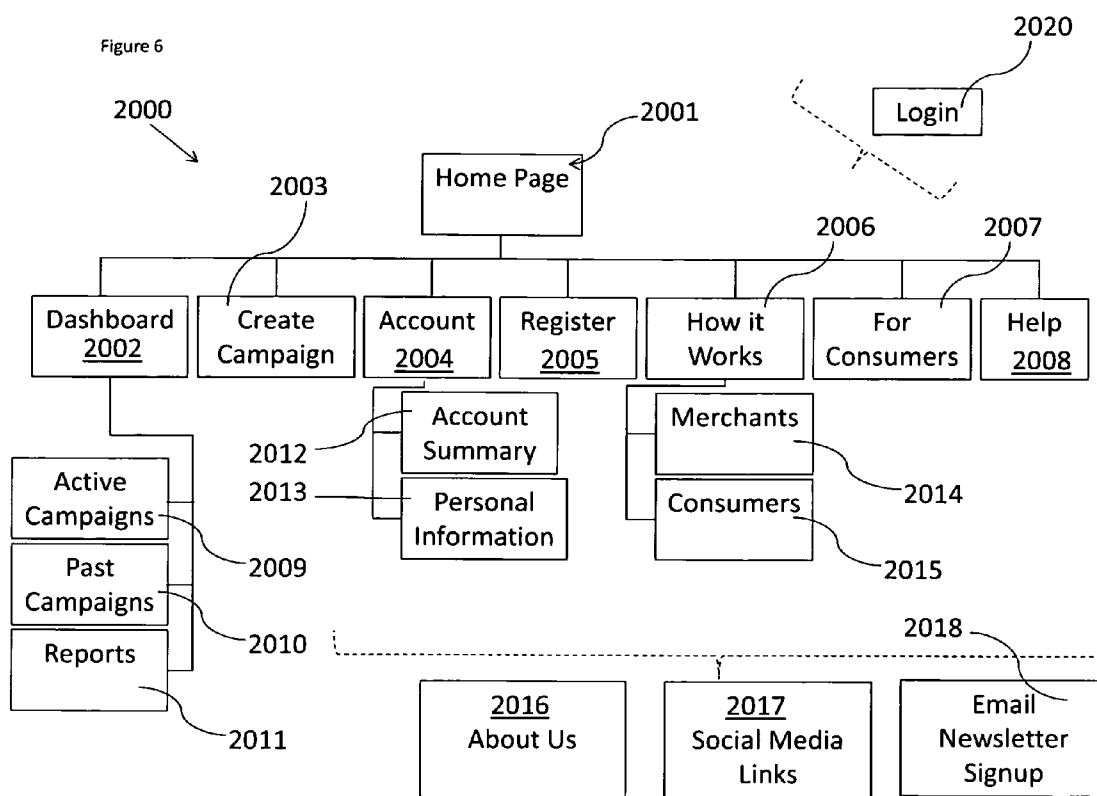 2020
Figure 6
Login
2000
2001
Home Page
2003
2006
2007
Dashboard
2002
Create
Campaign
Account
2004
Register
2005
How it
Works
For
Consumers
Help
2008
2012
Account
Summary
Merchants
2013
Personal
Information
2014
Consumers
Active
Campaigns
2009
2015
Past
Campaigns
2010
2018
Reports
2011
2016
About Us
2017
Social Media
Links
Email
Newsletter
Signup